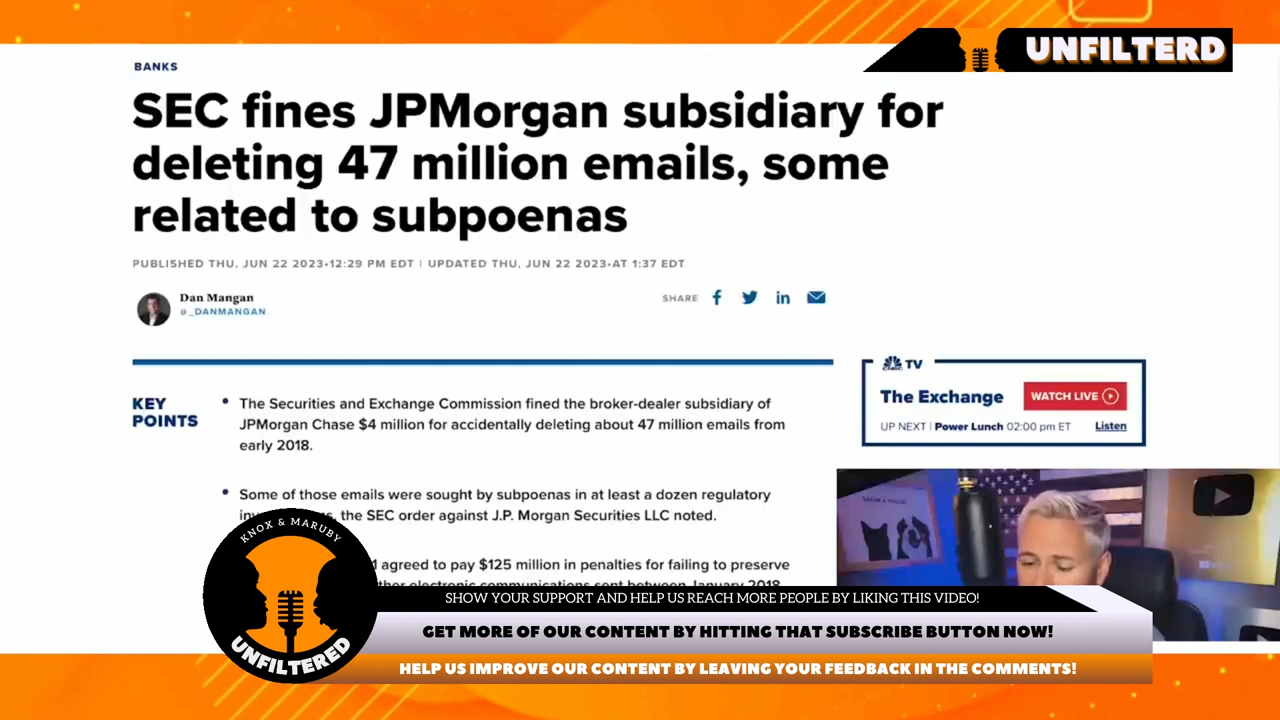 UNFILTERD
BANKS
SEC fines JPMorgan subsidiary for
deleting 47 million emails, some
related to subpoenas
PUBLISHED THU, JUN 22 2023•12:29 PM EDT | UPDATED THU, JUN 22 2023•AT 1:37 EDT
Dan Mangan
@_DANMANGAN
SHARE
KEY
POINTS
• The Securities and Exchange Commission fined the broker-dealer subsidiary of
JPMorgan Chase $4 million for accidentally deleting about 47 million emails from
early 2018.
• Some of those emails were sought by subpoenas in at least a dozen regulatory
the SEC order against J.P. Morgan Securities LLC noted.
agreed to pay $125 million in penalties for failing to preserve
electronic communications sent between January 2018
CNBC TV
The Exchange
WATCH LIVE
UP NEXT | Power Lunch 02:00 pm ET
Listen
KNOX & MARUBY
UNFILTERED
SHOW YOUR SUPPORT AND HELP US REACH MORE PEOPLE BY LIKING THIS VIDEO!
GET MORE OF OUR CONTENT BY HITTING THAT SUBSCRIBE BUTTON NOW!
HELP US IMPROVE OUR CONTENT BY LEAVING YOUR FEEDBACK IN THE COMMENTS!